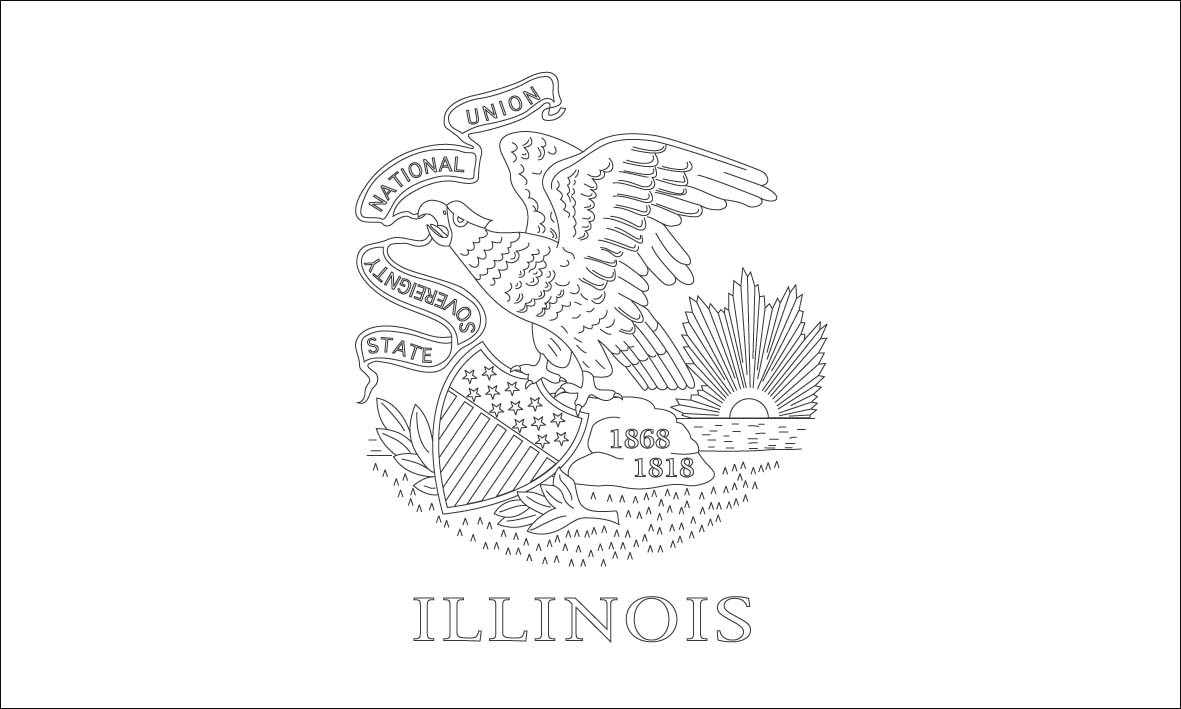 UNION
NATIONAL
SOVEREIGNTY
STATE
1868
1818
ILLINOIS